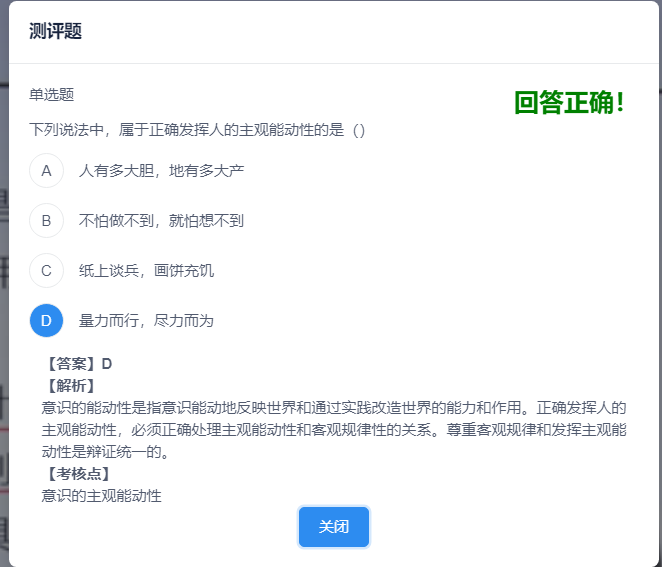 测评题
单选题
回答正确！
下列说法中，属于正确发挥人的主观能动性的是（）
A 人有多大胆，地有多大产
B 不怕做不到，就怕想不到
C 纸上谈兵，画饼充饥
D 量力而行，尽力而为
【答案】D
【解析】
意识的能动性是指意识能动地反映世界和通过实践改造世界的能力和作用。正确发挥人的
主观能动性，必须正确处理主观能动性和客观规律性的关系。尊重客观规律和发挥主观能
动性是辩证统一的。
【考核点】
意识的主观能动性
关闭